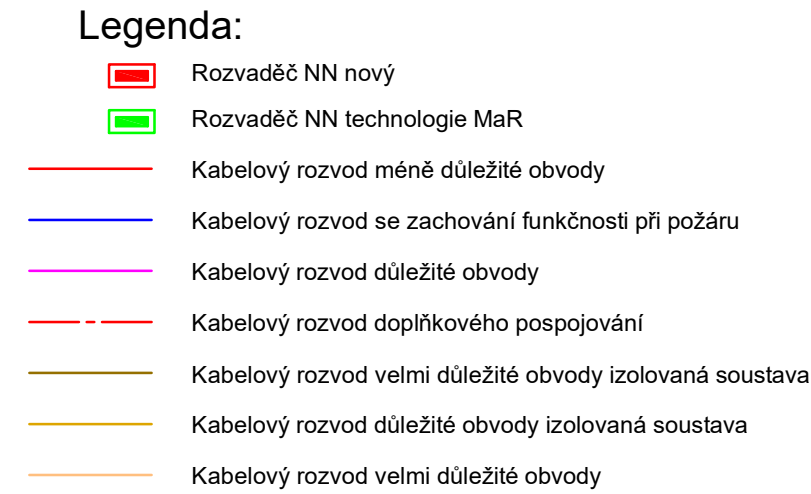 Legenda:
Rozvaděč NN nový
Rozvaděč NN technologie MaR
Kabelový rozvod méně důležité obvody
Kabelový rozvod se zachování funkčnosti při požáru
Kabelový rozvod důležité obvody
Kabelový rozvod doplňkového pospojování
Kabelový rozvod velmi důležité obvody izolovaná soustava
Kabelový rozvod důležité obvody izolovaná soustava
Kabelový rozvod velmi důležité obvody